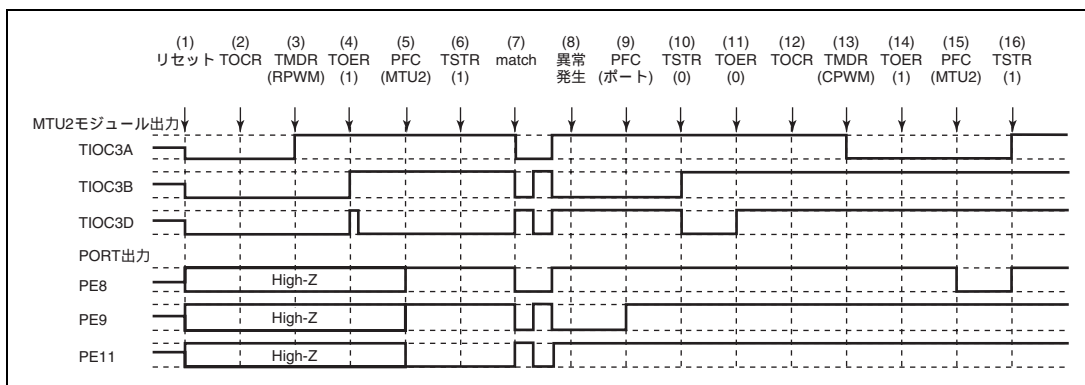 (1) (2) (3) (4) (5) (6) (7) (8) (9) (10) (11) (12) (13) (14) (15) (16)
リセット TOCR TMDR TOER PFC TSTR match 異常 PFC TSTR TOER TOCR TMDR TOER PFC TSTR
(RPWM) (1) (MTU2) (1) 発生 (ポート) (0) (0) (CPWM) (1) (MTU2) (1)
MTU2モジュール出力
TIOC3A
TIOC3B
TIOC3D
PORT出力
PE8 High-Z
PE9 High-Z
PE11 High-Z